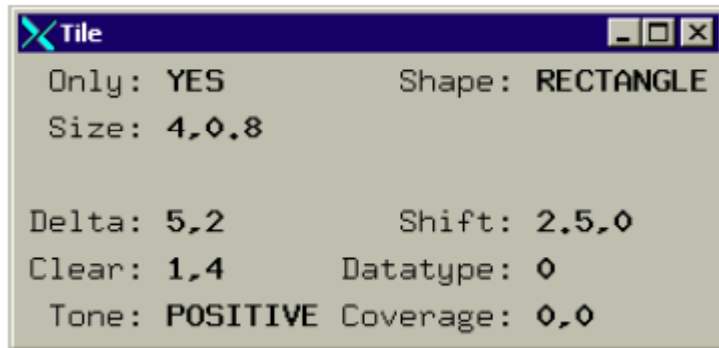 Tile
Only: YES Shape: RECTANGLE
Size: 4,0.8
Delta: 5,2 Shift: 2.5,0
Clear: 1,4 Datatype: 0
Tone: POSITIVE Coverage: 0,0